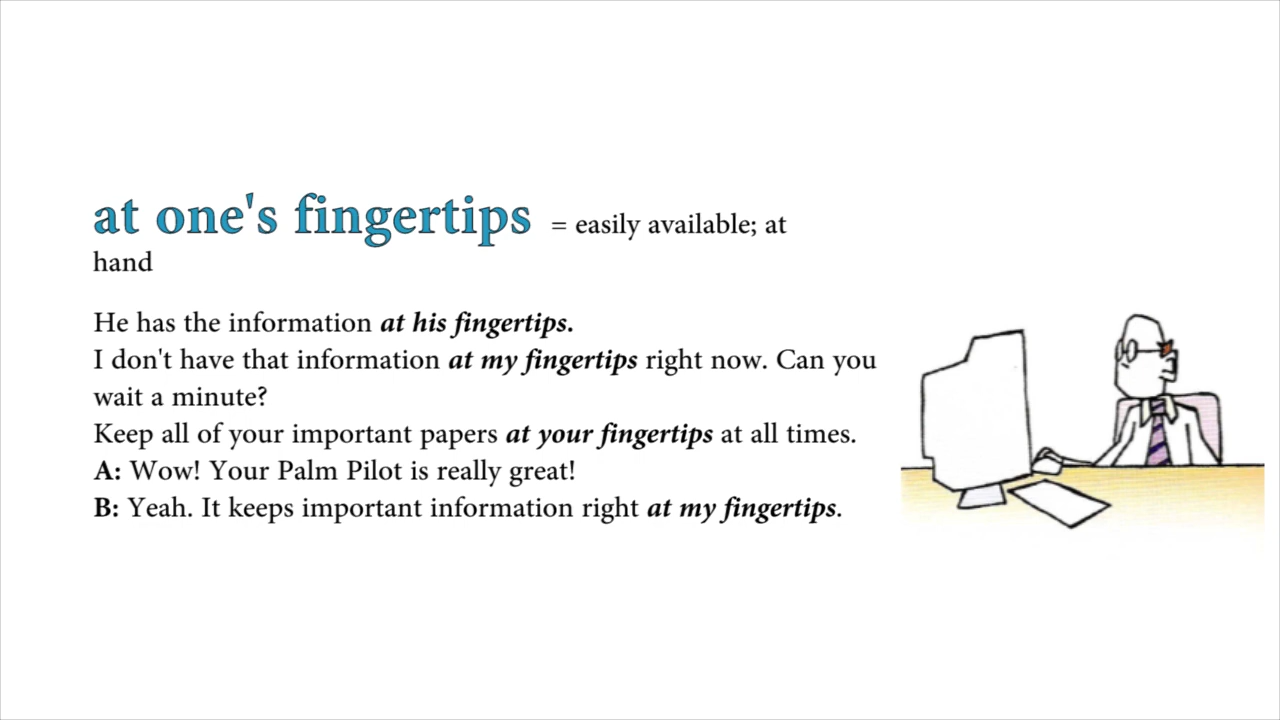 at one's fingertips = easily available; at
hand
He has the information at his fingertips.
I don't have that information at my fingertips right now. Can you
wait a minute?
Keep all of your important papers at your fingertips at all times.
A: Wow! Your Palm Pilot is really great!
B: Yeah. It keeps important information right at my fingertips.